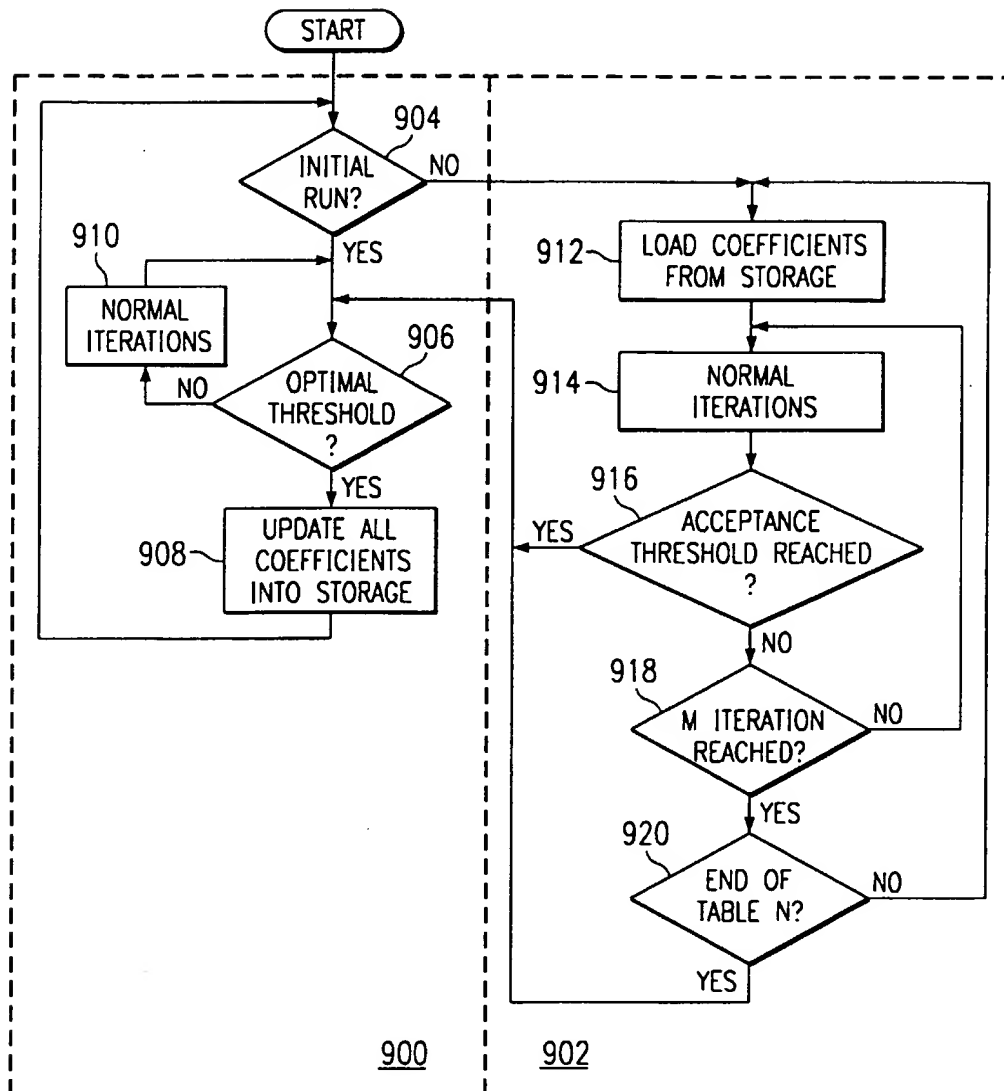 START
904
INITIAL
RUN?
NO
YES
910
NORMAL
ITERATIONS
906
OPTIMAL
THRESHOLD
?
NO
YES
908
UPDATE ALL
COEFFICIENTS
INTO STORAGE
912
LOAD COEFFICIENTS
FROM STORAGE
914
NORMAL
ITERATIONS
916
ACCEPTANCE
THRESHOLD REACHED
?
YES
NO
918
M ITERATION
REACHED?
NO
YES
920
END OF
TABLE N?
NO
YES
900
902